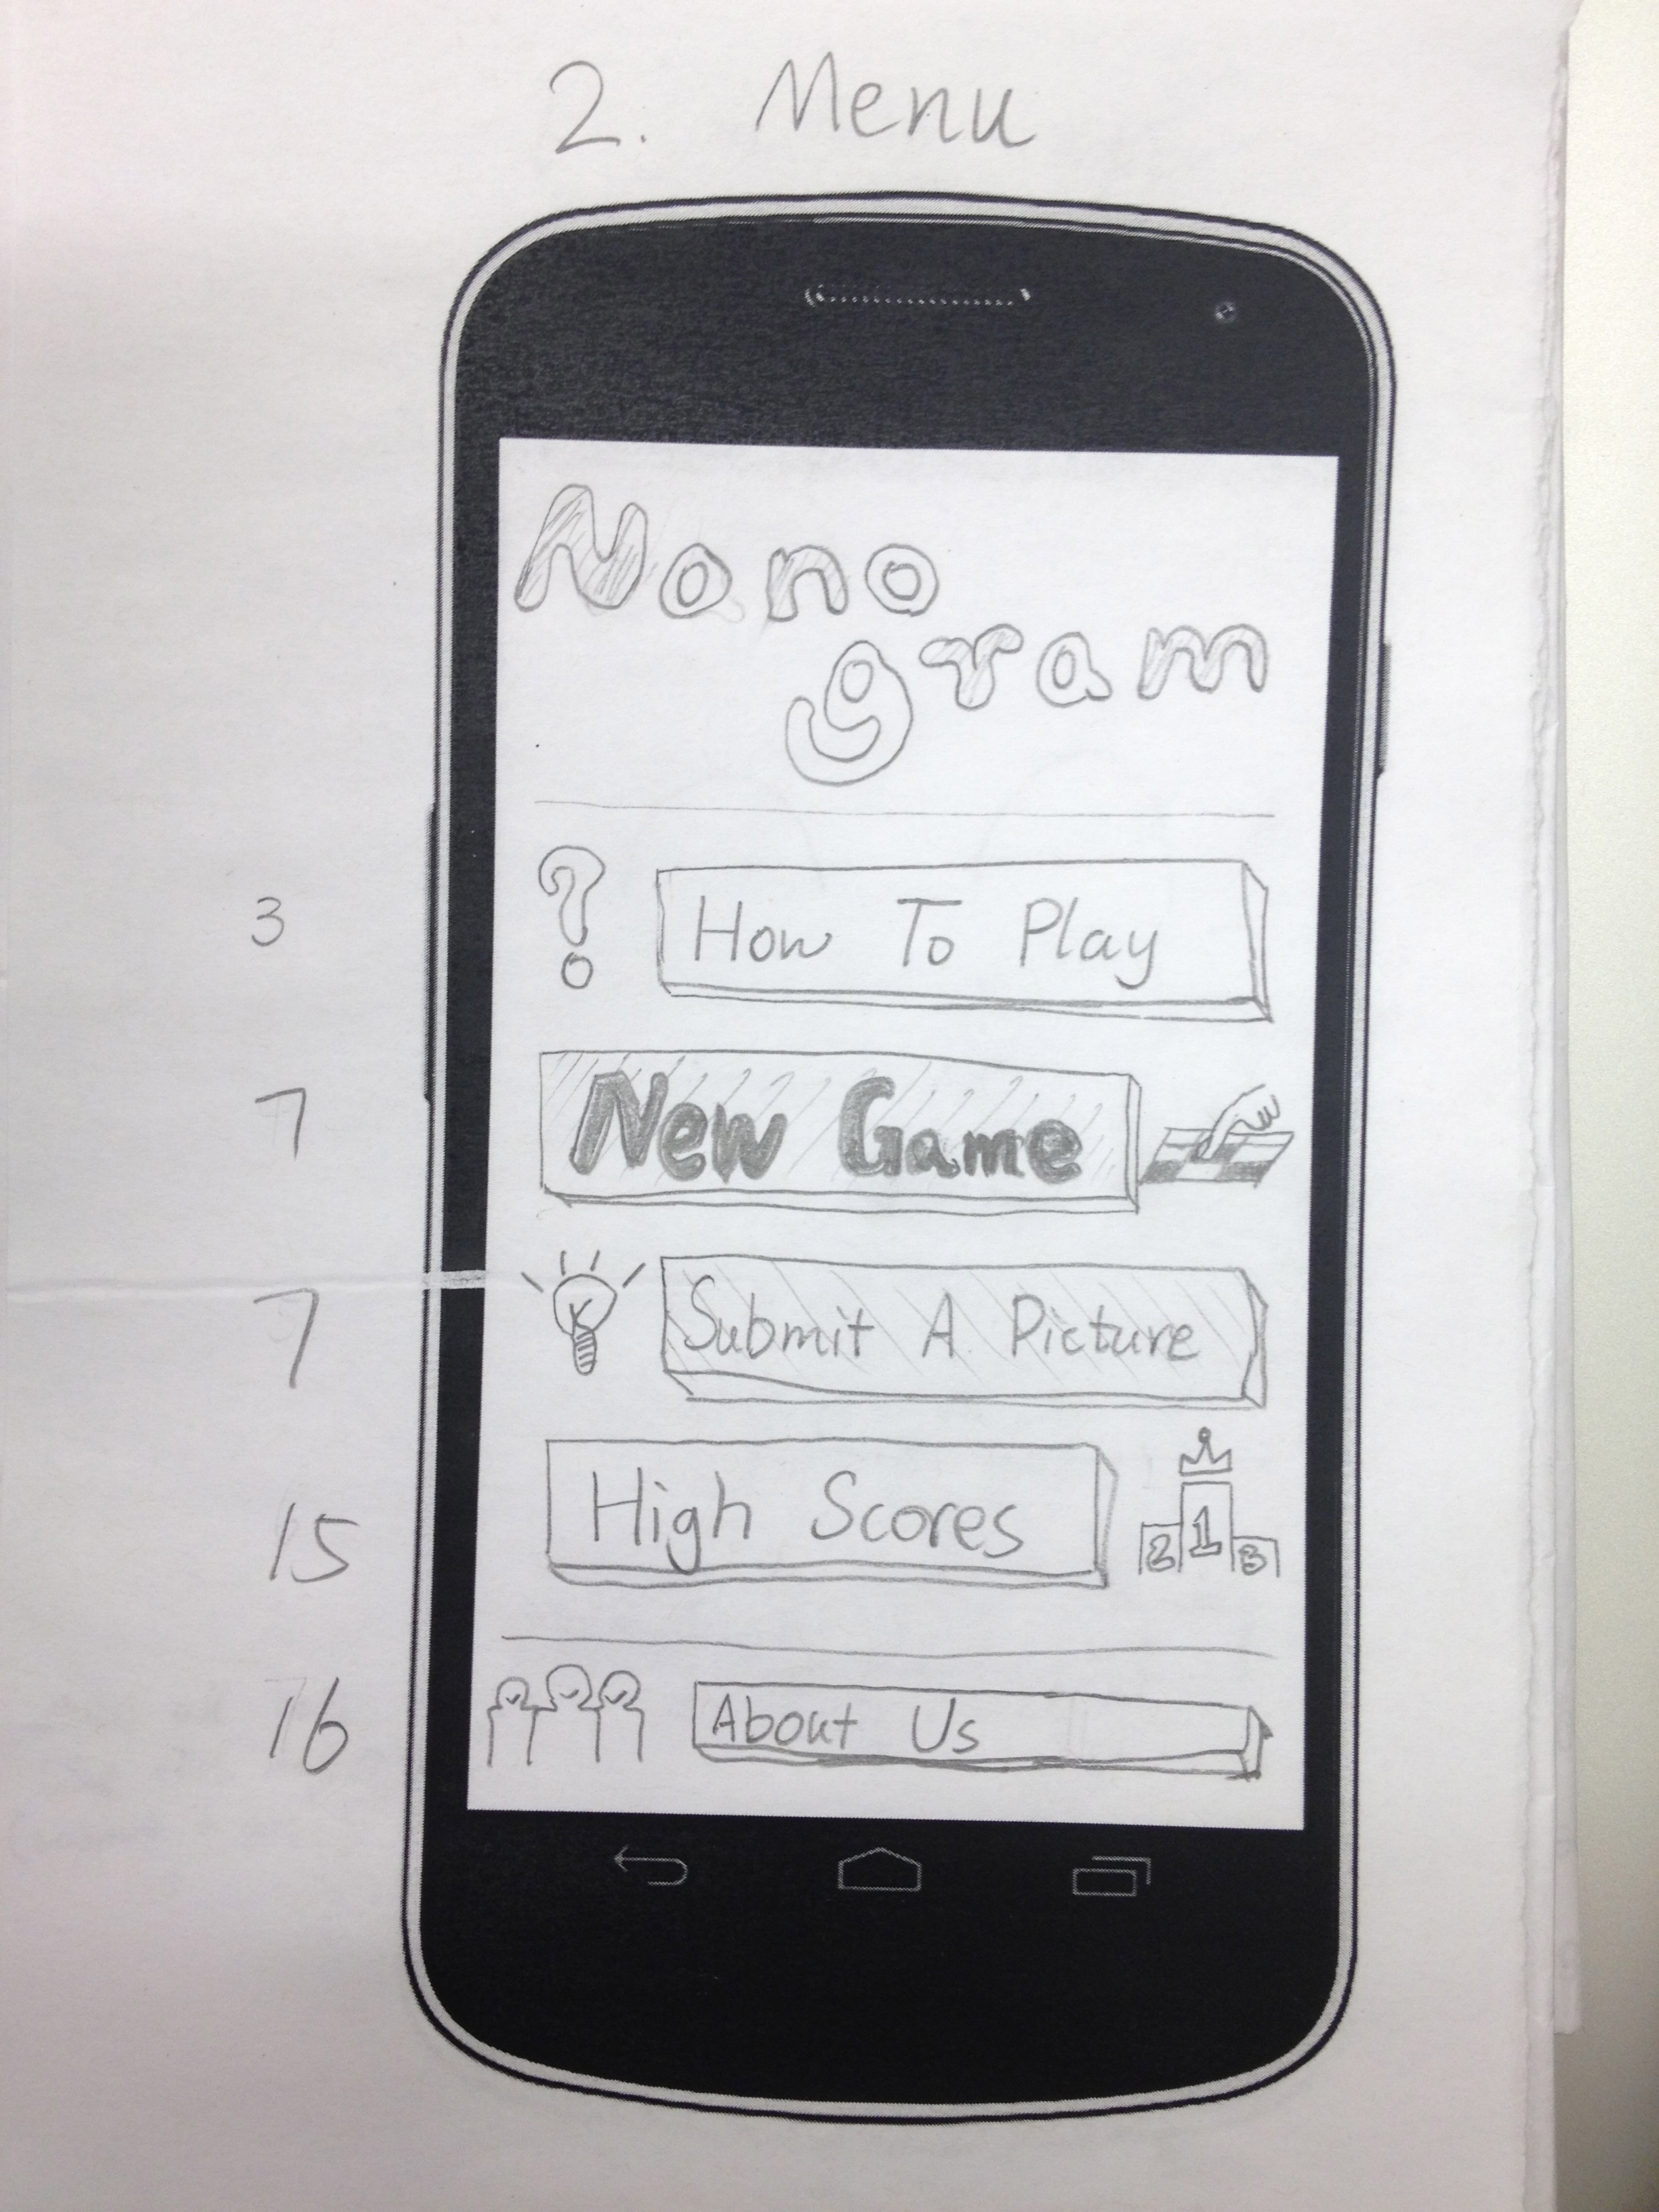 2. Menu
Nono
gram
3 How To Play
7 New Game
7 Submit A Picture
15 High Scores
2 1 3
16 About Us